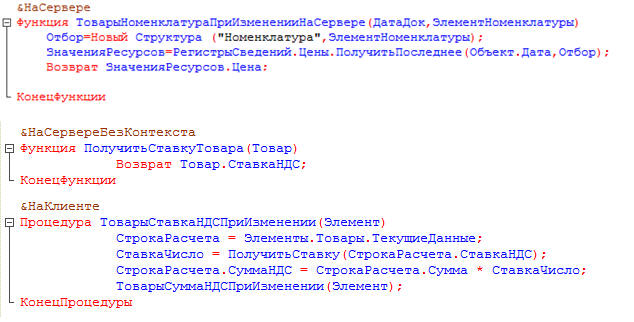 &НаСервере
Функция ТоварыНоменклатураПриИзмененииНаСервере(ДатаДок,ЭлементНоменклатуры)
Отбор=Новый Структура ("Номенклатура",ЭлементНоменклатуры);
ЗначенияРесурсов=РегистрыСведений.Цены.ПолучитьПоследнее(Объект.Дата,Отбор);
Возврат ЗначенияРесурсов.Цена;
КонецФункции
&НаСервереБезКонтекста
Функция ПолучитьСтавкуТовара(Товар)
Возврат Товар.СтавкаНДС;
КонецФункции
&НаКлиенте
Процедура ТоварыСтавкаНДСПриИзменении(Элемент)
СтрокаРасчета = Элементы.Товары.ТекущиеДанные;
СтавкаЧисло = ПолучитьСтавку(СтрокаРасчета.СтавкаНДС);
СтрокаРасчета.СуммаНДС = СтрокаРасчета.Сумма * СтавкаЧисло;
ТоварыСуммаНДСПриИзменении(Элемент);
КонецПроцедуры